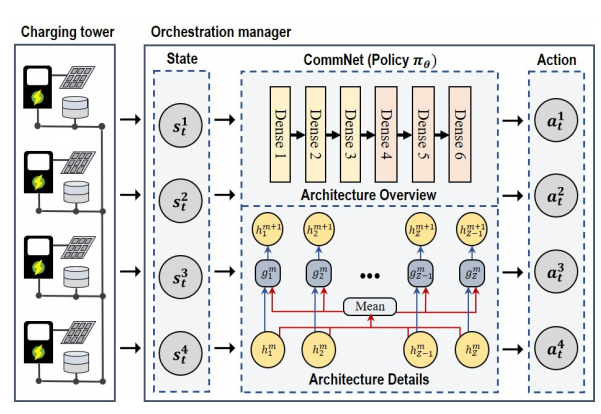 Charging tower
Orchestration manager
State
CommNet (Policy π_θ)
Action
s_t^1
s_t^2
s_t^3
s_t^4
Dense 1
Dense 2
Dense 3
Dense 4
Dense 5
Dense 6
Architecture Overview
h_1^{m+1} h_2^{m+1} h_{Z-1}^{m+1} h_{Z-1}^{m+1}
g_1^m g_2^m ••• g_{Z-1}^m g_Z^m
Mean
h_1^m h_2^m h_{Z-1}^m h_Z^m
Architecture Details
a_t^1
a_t^2
a_t^3
a_t^4